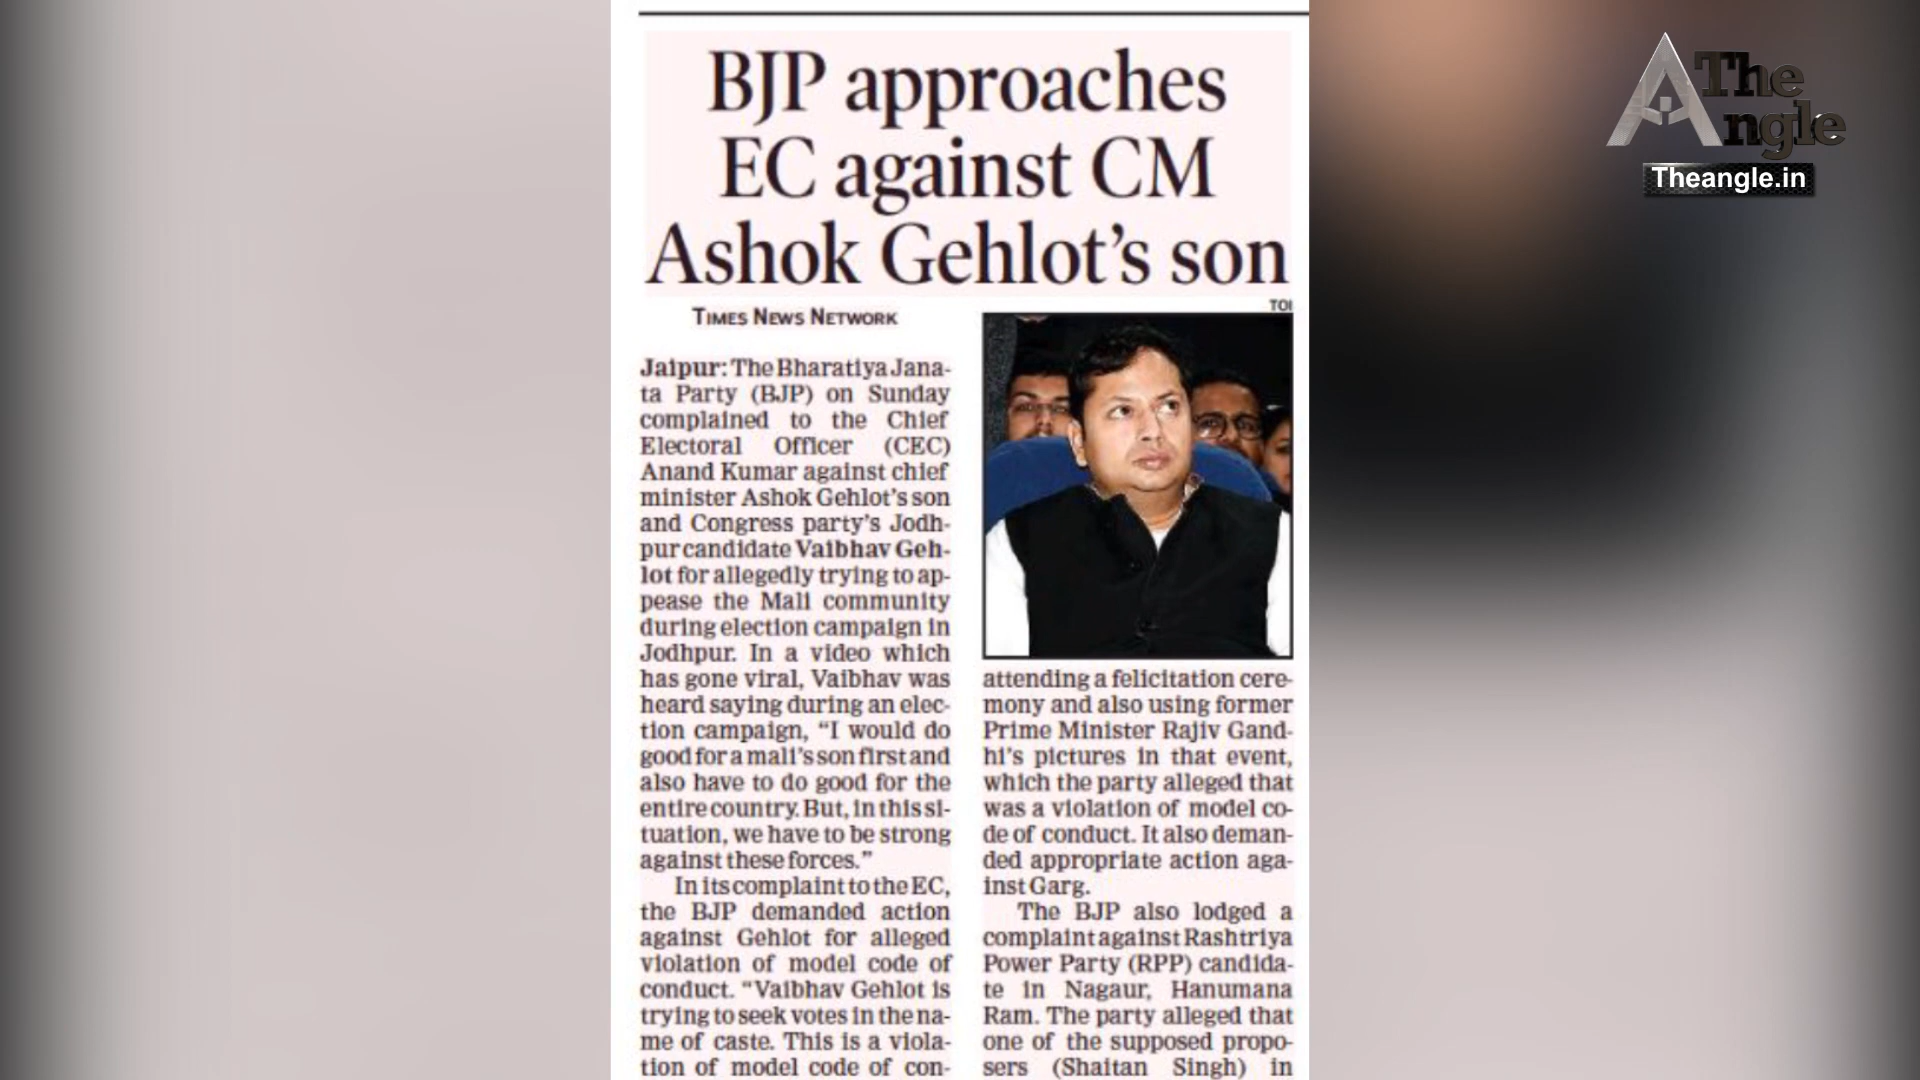 BJP approaches
EC against CM
Ashok Gehlot's son
TIMES NEWS NETWORK
Jaipur: The Bharatiya Jana-
ta Party (BJP) on Sunday
complained to the Chief
Electoral Officer (CEC)
Anand Kumar against chief
minister Ashok Gehlot's son
and Congress party's Jodh-
pur candidate Vaibhav Geh-
lot for allegedly trying to ap-
pease the Mali community
during election campaign in
Jodhpur. In a video which
has gone viral, Vaibhav was
heard saying during an elec-
tion campaign, "I would do
good for a mali's son first and
also have to do good for the
entire country. But, in this si-
tuation, we have to be strong
against these forces."
In its complaint to the EC,
the BJP demanded action
against Gehlot for alleged
violation of model code of
conduct. "Vaibhav Gehlot is
trying to seek votes in the na-
me of caste. This is a viola-
tion of model code of con-
TOI
attending a felicitation cere-
mony and also using former
Prime Minister Rajiv Gand-
hi's pictures in that event,
which the party alleged that
was a violation of model co-
de of conduct. It also deman-
ded appropriate action aga-
inst Garg.
The BJP also lodged a
complaint against Rashtriya
Power Party (RPP) candida-
te in Nagaur, Hanumana
Ram. The party alleged that
one of the supposed propo-
sers (Shaitan Singh) in
The
Angle
Theangle.in